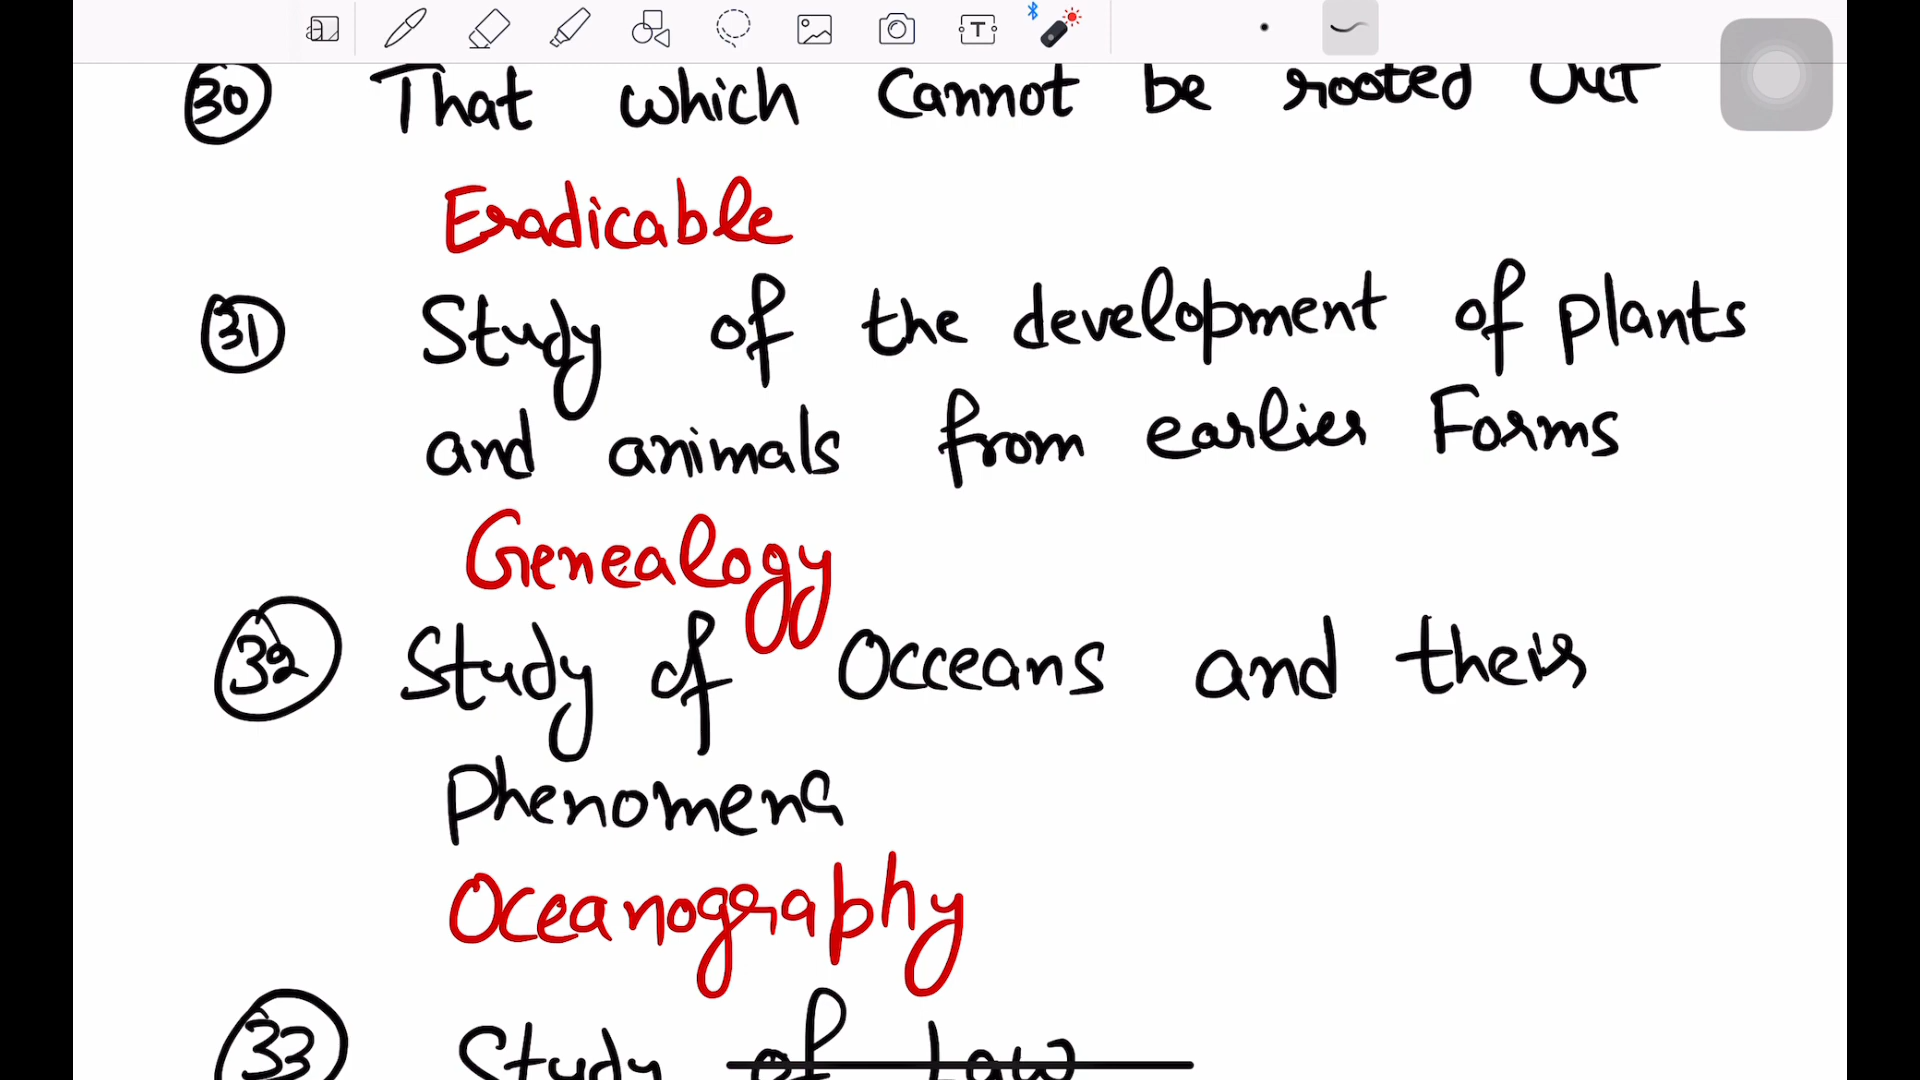 30 That which Cannot be rooted out
Eradicable
31 Study of the development of plants
and animals from earlier Forms
Genealogy
32 Study of Occeans and their
Phenomena
Oceanography
33 Study of Law